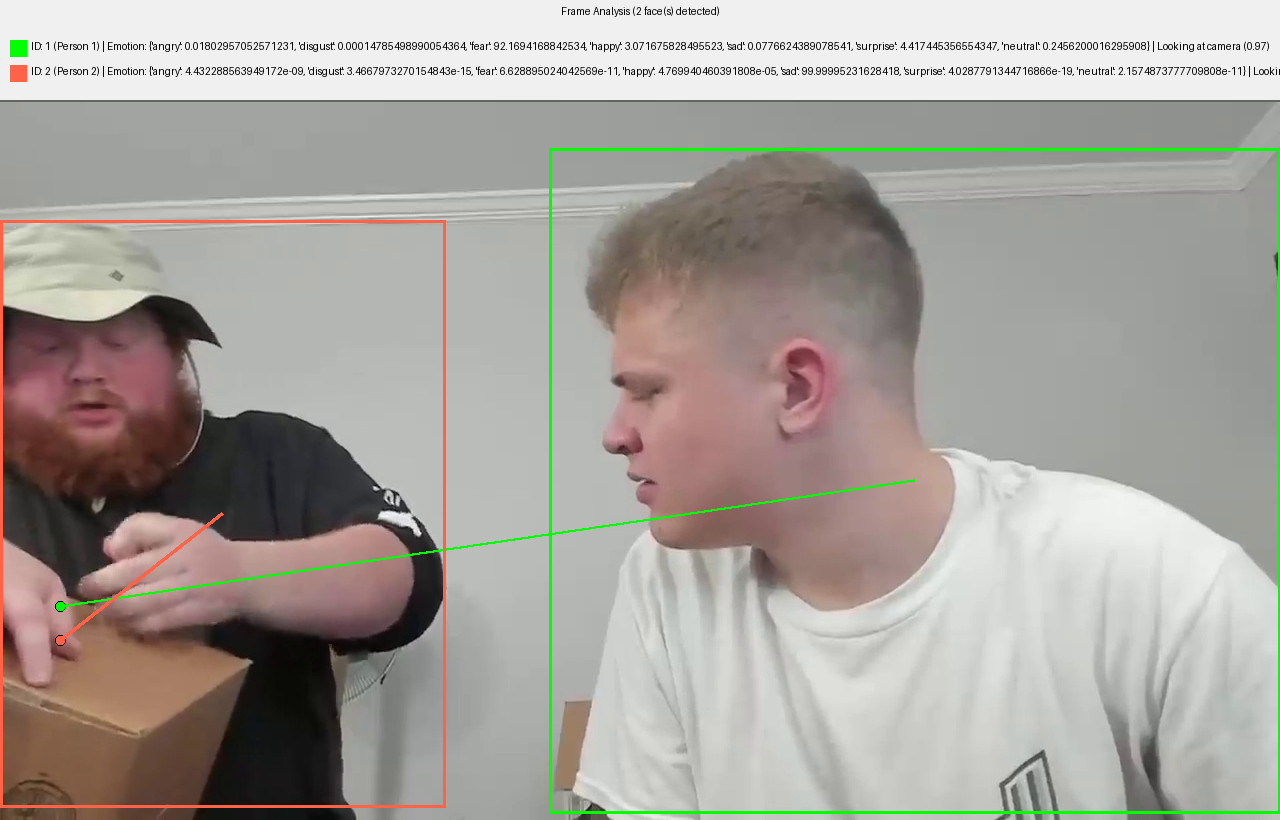 Frame Analysis (2 face(s) detected)
ID: 1 (Person 1) | Emotion: {'angry': 0.01802957052571231, 'disgust': 0.00014785498990054364, 'fear': 92.1694168842534, 'happy': 3.071675828495523, 'sad': 0.0776624389078541, 'surprise': 4.417445356554347, 'neutral': 0.2456200016295908} | Looking at camera (0.97)
ID: 2 (Person 2) | Emotion: {'angry': 4.432288563949172e-09, 'disgust': 3.4667973270154843e-15, 'fear': 6.628895024042569e-11, 'happy': 4.769940460391808e-05, 'sad': 99.99995231628418, 'surprise': 4.0287791344716866e-19, 'neutral': 2.1574873777709808e-11} | Lookin